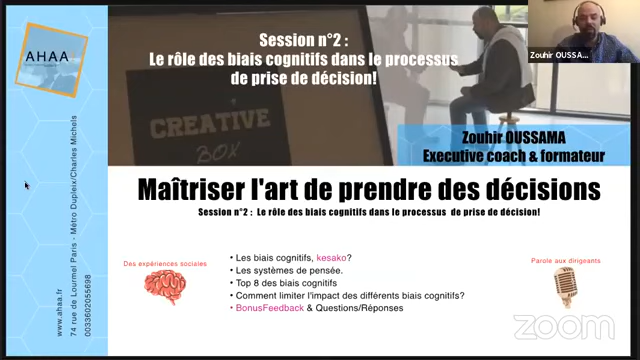 AHAA
Session n°2 :
Le rôle des biais cognitifs dans le processus
de prise de décision!
Zouhir OUSSA...
CREATIVE
BOX
Zouhir OUSSAMA
Executive coach & formateur
Maîtriser l'art de prendre des décisions
Session n°2 : Le rôle des biais cognitifs dans le processus de prise de décision!
Des expériences sociales
Parole aux dirigeants
• Les biais cognitifs, kesako?
• Les systèmes de pensée.
• Top 8 des biais cognitifs
• Comment limiter l'impact des différents biais cognitifs?
• BonusFeedback & Questions/Réponses
www.ahaa.fr
74 rue de Lourmel Paris - Métro Dupleix/Charles Michels
0033602055698
zoom